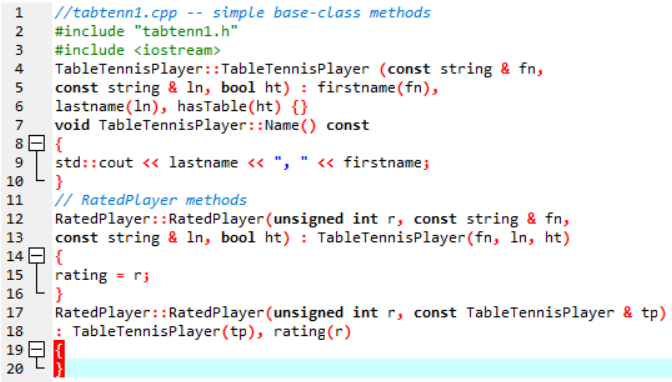 1 //tabtenn1.cpp -- simple base-class methods
2 #include "tabtenn1.h"
3 #include <iostream>
4 TableTennisPlayer::TableTennisPlayer (const string & fn,
5 const string & ln, bool ht) : firstname(fn),
6 lastname(ln), hasTable(ht) {}
7 void TableTennisPlayer::Name() const
8 {
9 std::cout << lastname << ", " << firstname;
10 }
11 // RatedPlayer methods
12 RatedPlayer::RatedPlayer(unsigned int r, const string & fn,
13 const string & ln, bool ht) : TableTennisPlayer(fn, ln, ht)
14 {
15 rating = r;
16 }
17 RatedPlayer::RatedPlayer(unsigned int r, const TableTennisPlayer & tp)
18 : TableTennisPlayer(tp), rating(r)
19 {
20 }